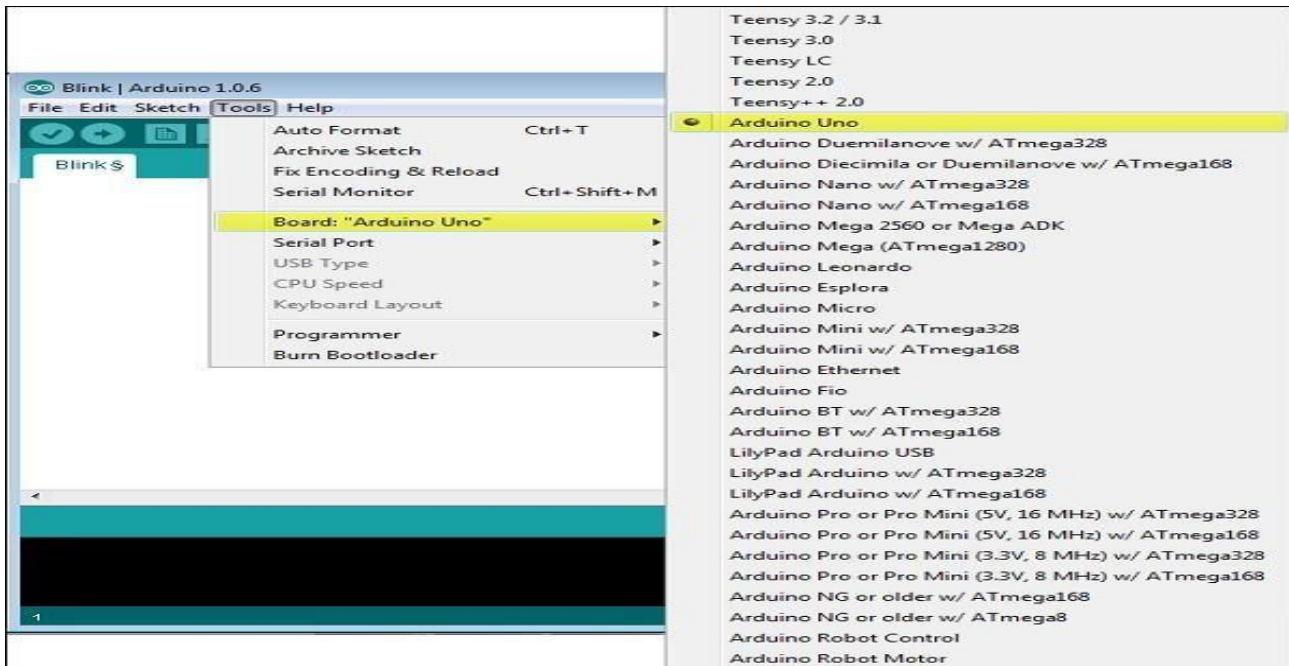 Blink | Arduino 1.0.6
File Edit Sketch Tools Help
Blink §
Auto Format Ctrl+T
Archive Sketch
Fix Encoding & Reload
Serial Monitor Ctrl+Shift+M
Board: "Arduino Uno"
Serial Port
USB Type
CPU Speed
Keyboard Layout
Programmer
Burn Bootloader
1
Teensy 3.2 / 3.1
Teensy 3.0
Teensy LC
Teensy 2.0
Teensy++ 2.0
Arduino Uno
Arduino Duemilanove w/ ATmega328
Arduino Diecimila or Duemilanove w/ ATmega168
Arduino Nano w/ ATmega328
Arduino Nano w/ ATmega168
Arduino Mega 2560 or Mega ADK
Arduino Mega (ATmega1280)
Arduino Leonardo
Arduino Esplora
Arduino Micro
Arduino Mini w/ ATmega328
Arduino Mini w/ ATmega168
Arduino Ethernet
Arduino Fio
Arduino BT w/ ATmega328
Arduino BT w/ ATmega168
LilyPad Arduino USB
LilyPad Arduino w/ ATmega328
LilyPad Arduino w/ ATmega168
Arduino Pro or Pro Mini (5V, 16 MHz) w/ ATmega328
Arduino Pro or Pro Mini (5V, 16 MHz) w/ ATmega168
Arduino Pro or Pro Mini (3.3V, 8 MHz) w/ ATmega328
Arduino Pro or Pro Mini (3.3V, 8 MHz) w/ ATmega168
Arduino NG or older w/ ATmega168
Arduino NG or older w/ ATmega8
Arduino Robot Control
Arduino Robot Motor